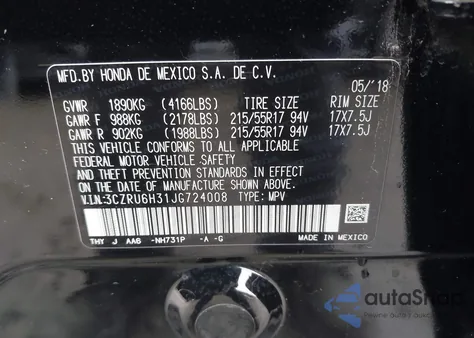 MFD.BY HONDA DE MEXICO S.A. DE C.V.
05/'18
GVWR 1890KG (4166LBS) TIRE SIZE RIM SIZE
GAWR F 988KG (2178LBS) 215/55R17 94V 17X7.5J
GAWR R 902KG (1988LBS) 215/55R17 94V 17X7.5J
THIS VEHICLE CONFORMS TO ALL APPLICABLE
FEDERAL MOTOR VEHICLE SAFETY
AND THEFT PREVENTION STANDARDS IN EFFECT
ON THE DATE OF MANUFACTURE SHOWN ABOVE.
V.I.N.:3CZRU6H31JG724008 TYPE: MPV
THY J AA6 -NH731P -A -G MADE IN MEXICO
autaSnap